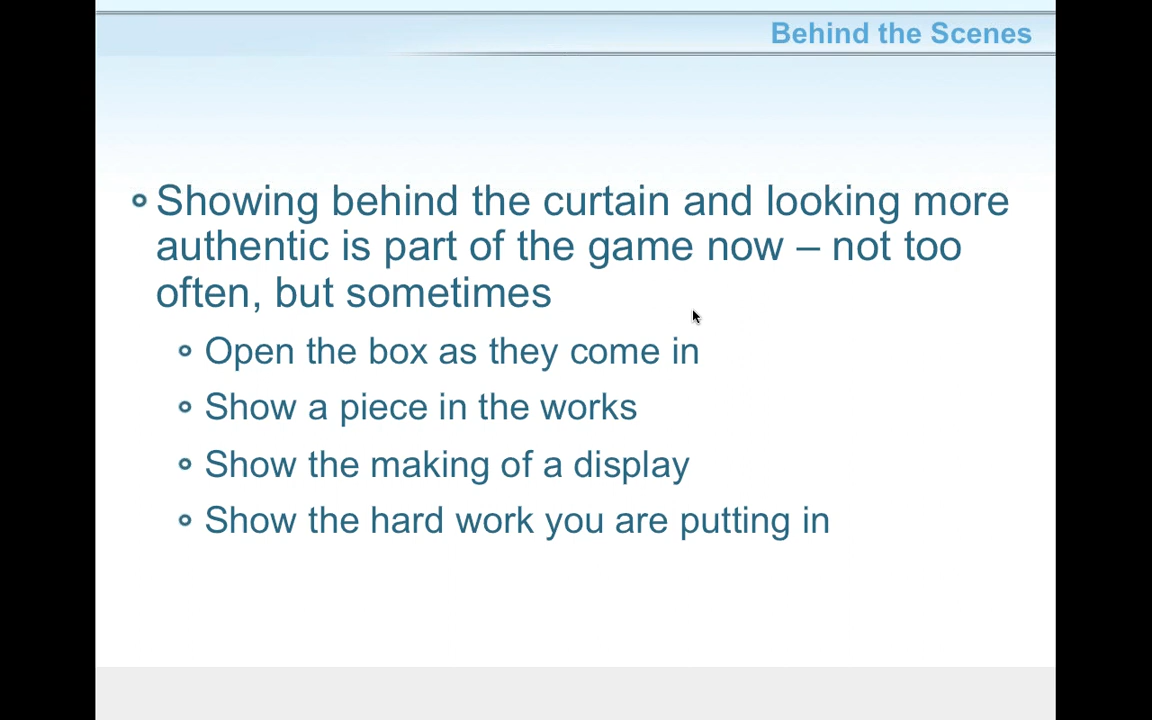 Behind the Scenes
Showing behind the curtain and looking more
authentic is part of the game now – not too
often, but sometimes
Open the box as they come in
Show a piece in the works
Show the making of a display
Show the hard work you are putting in